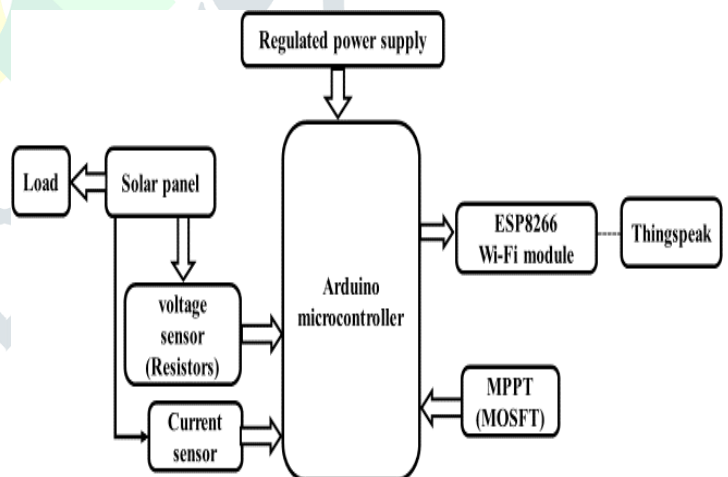 Regulated power supply
Load
Solar panel
ESP8266
Wi-Fi module
Thingspeak
voltage
sensor
(Resistors)
Arduino
microcontroller
MPPT
(MOSFT)
Current
sensor